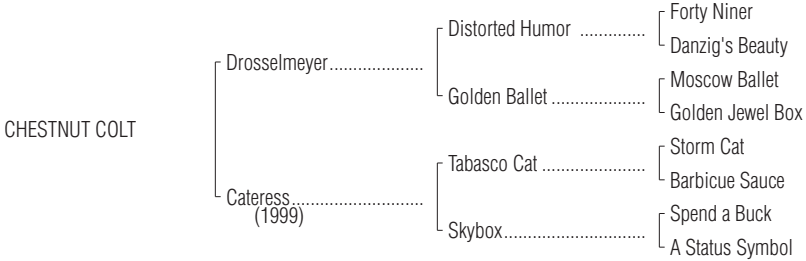 Forty Niner
Distorted Humor ..............
Danzig's Beauty
Drosselmeyer....................
Moscow Ballet
Golden Ballet ....................
Golden Jewel Box
CHESTNUT COLT
Storm Cat
Tabasco Cat ......................
Barbicue Sauce
Cateress............................
(1999)
Spend a Buck
Skybox..............................
A Status Symbol